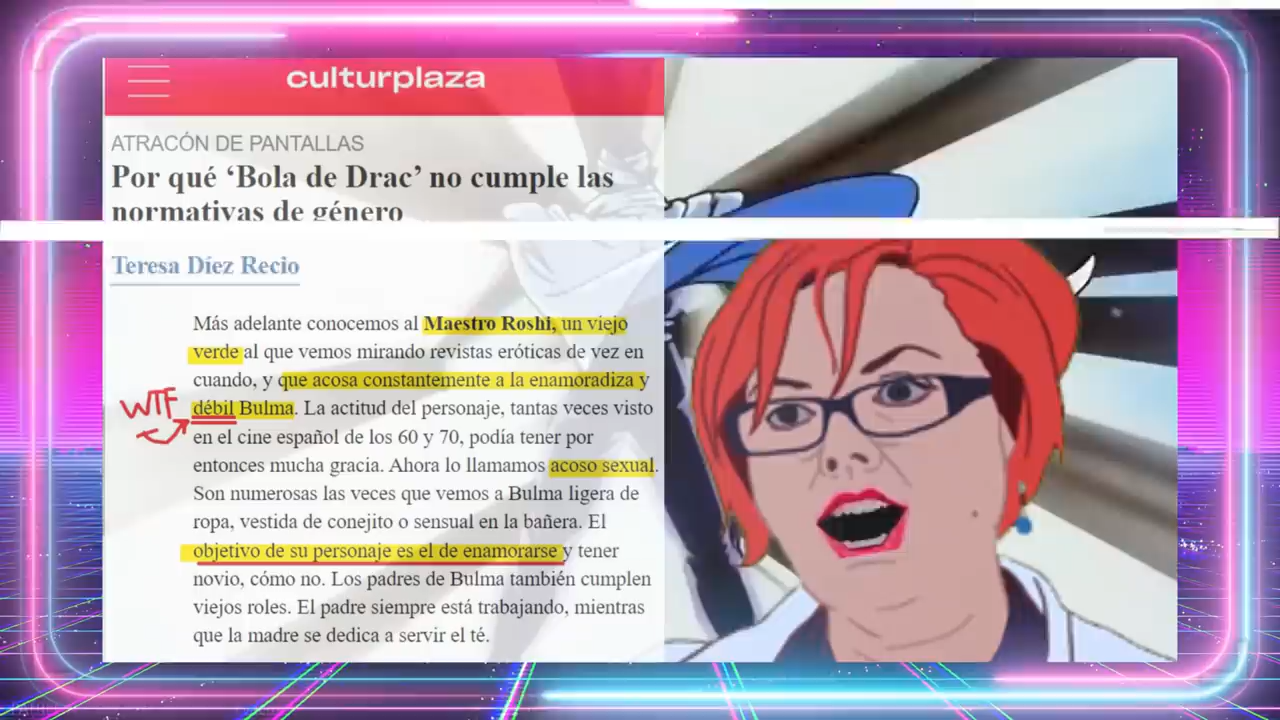 culturplaza
ATRACÓN DE PANTALLAS
Por qué ‘Bola de Drac’ no cumple las
normativas de género
Teresa Díez Recio
Más adelante conocemos al Maestro Roshi, un viejo
verde al que vemos mirando revistas eróticas de vez en
cuando, y que acosa constantemente a la enamoradiza y
WTF
débil Bulma. La actitud del personaje, tantas veces visto
en el cine español de los 60 y 70, podía tener por
entonces mucha gracia. Ahora lo llamamos acoso sexual.
Son numerosas las veces que vemos a Bulma ligera de
ropa, vestida de conejito o sensual en la bañera. El
objetivo de su personaje es el de enamorarse y tener
novio, cómo no. Los padres de Bulma también cumplen
viejos roles. El padre siempre está trabajando, mientras
que la madre se dedica a servir el té.